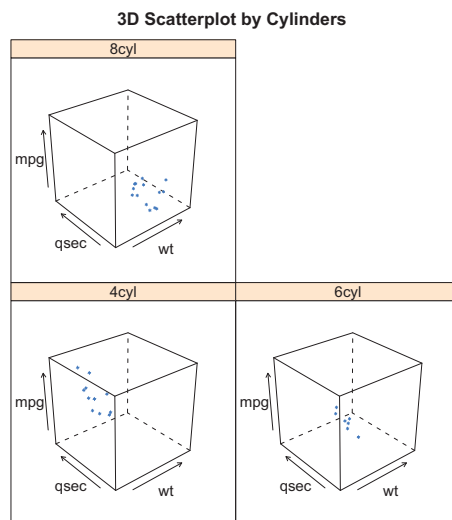 3D Scatterplot by Cylinders
8cyl
mpg
qsec
wt
4cyl
6cyl
mpg
qsec
wt
mpg
qsec
wt